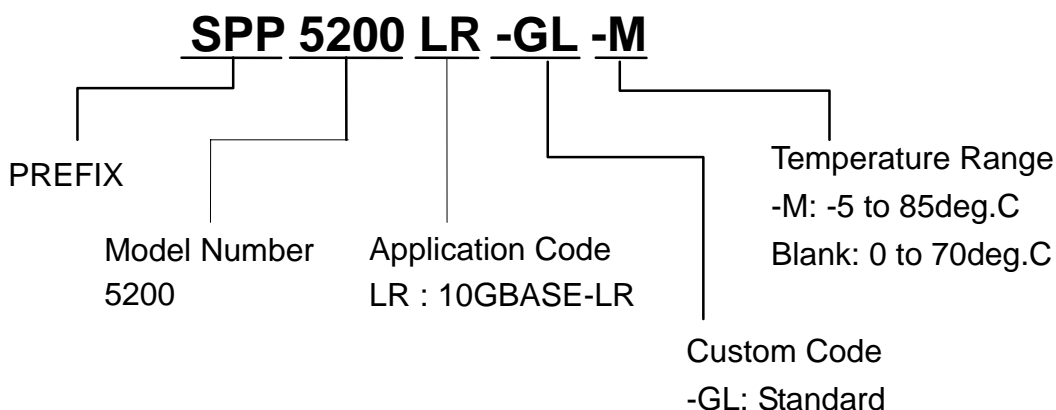 SPP 5200 LR -GL -M
PREFIX
Model Number
5200
Application Code
LR : 10GBASE-LR
Temperature Range
-M: -5 to 85deg.C
Blank: 0 to 70deg.C
Custom Code
-GL: Standard